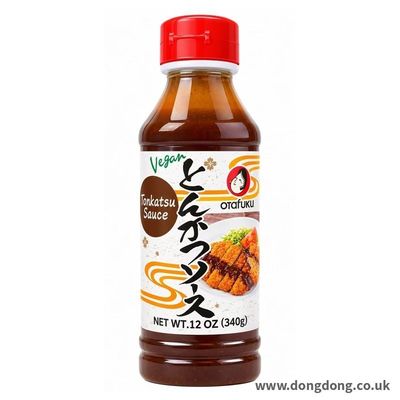 Vegan
Tonkatsu
Sauce
とんかつソース
OTAFUKU
NET WT.12 OZ (340g)
www.dongdong.co.uk